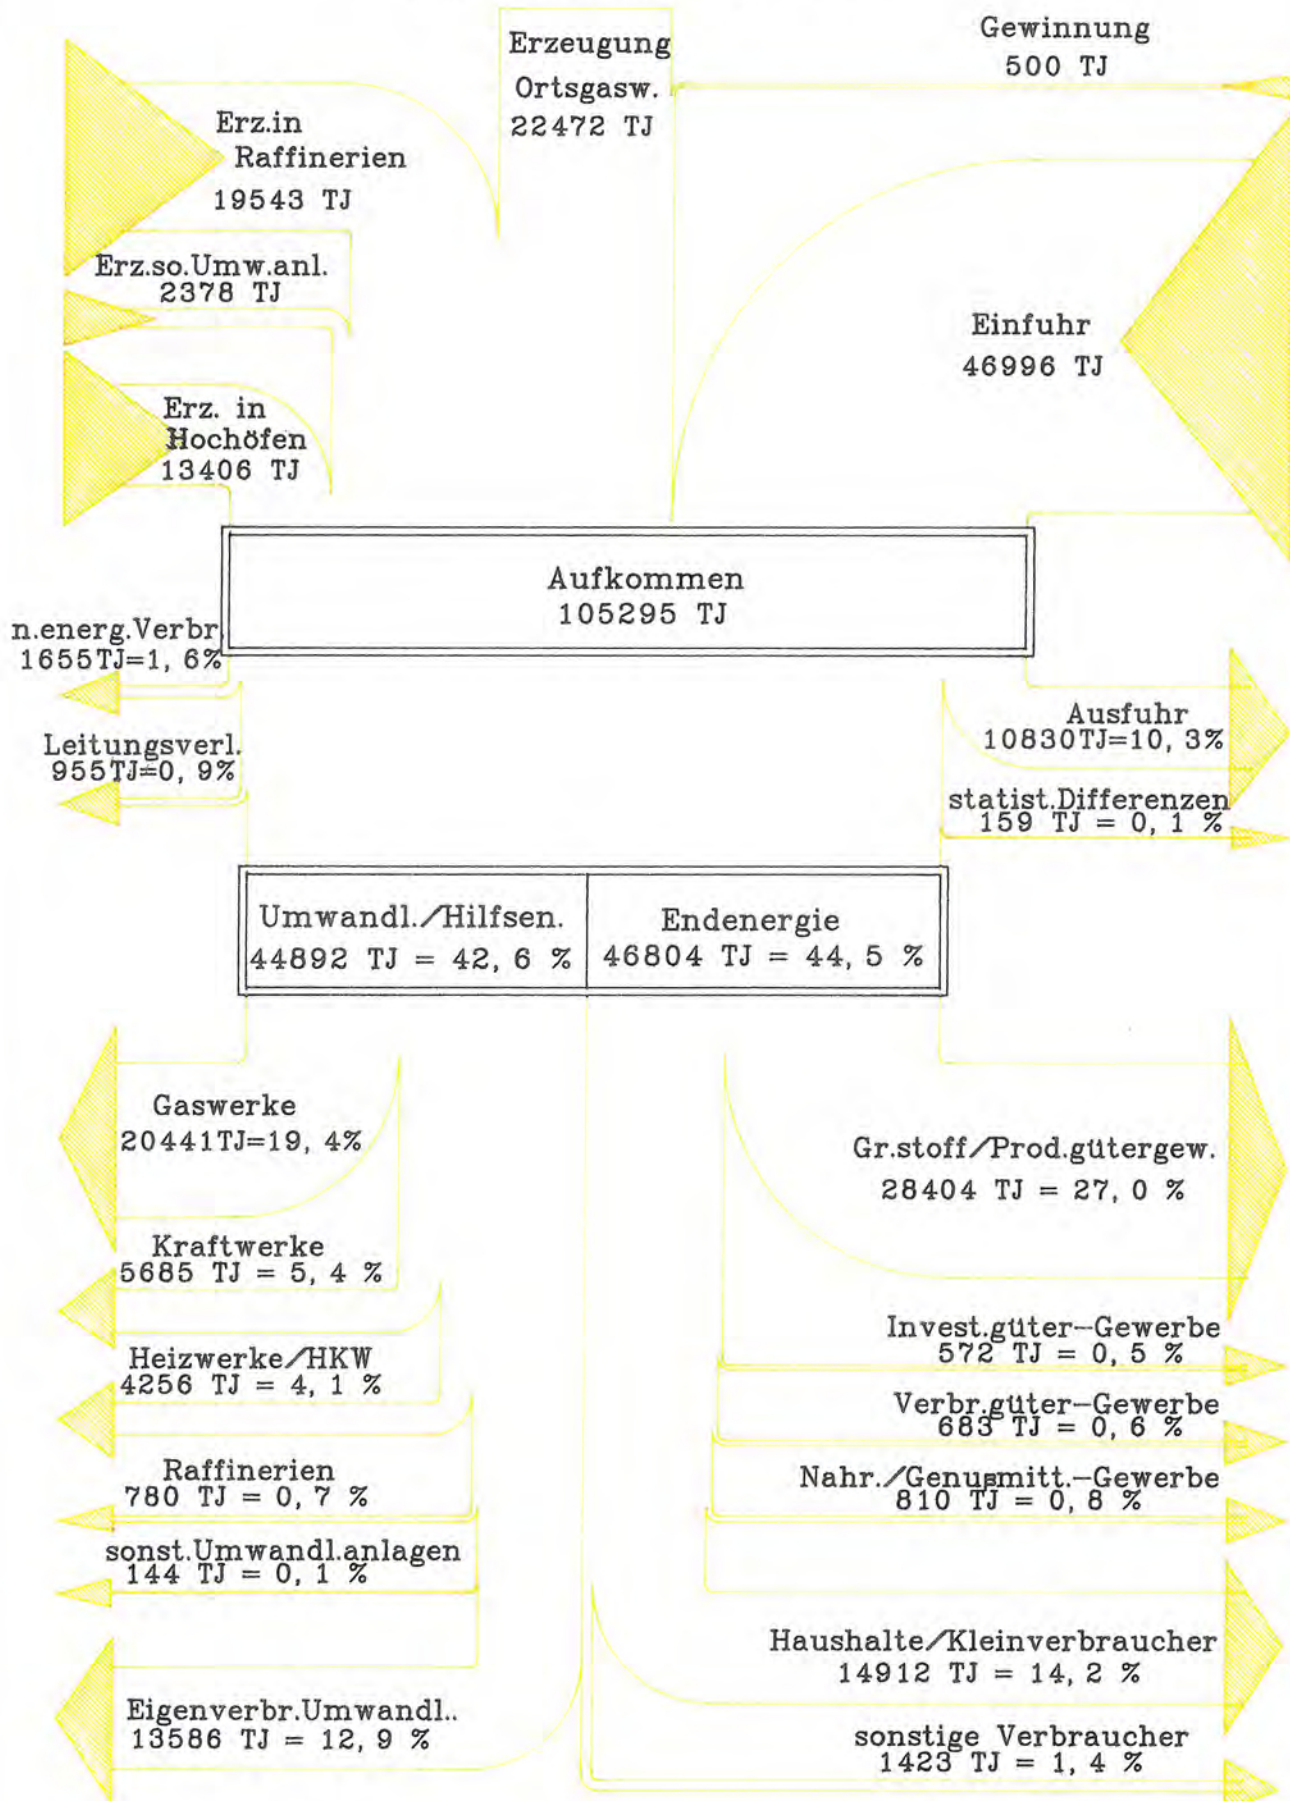 Erzeugung
Ortsgasw.
22472 TJ
Gewinnung
500 TJ
Erz.in
Raffinerien
19543 TJ
Erz.so.Umw.anl.
2378 TJ
Einfuhr
46996 TJ
Erz. in
Hochöfen
13406 TJ
Aufkommen
105295 TJ
n.energ.Verbr
1655TJ=1, 6%
Leitungsverl.
955TJ=0, 9%
Ausfuhr
10830TJ=10, 3%
statist.Differenzen
159 TJ = 0, 1 %
Umwandl./Hilfsen.
44892 TJ = 42, 6 %
Endenergie
46804 TJ = 44, 5 %
Gaswerke
20441TJ=19, 4%
Kraftwerke
5685 TJ = 5, 4 %
Heizwerke/HKW
4256 TJ = 4, 1 %
Raffinerien
780 TJ = 0, 7 %
sonst.Umwandl.anlagen
144 TJ = 0, 1 %
Eigenverbr.Umwandl..
13586 TJ = 12, 9 %
Gr.stoff/Prod.gütergew.
28404 TJ = 27, 0 %
Invest.güter-Gewerbe
572 TJ = 0, 5 %
Verbr.güter-Gewerbe
683 TJ = 0, 6 %
Nahr./Genußmitt.-Gewerbe
810 TJ = 0, 8 %
Haushalte/Kleinverbraucher
14912 TJ = 14, 2 %
sonstige Verbraucher
1423 TJ = 1, 4 %